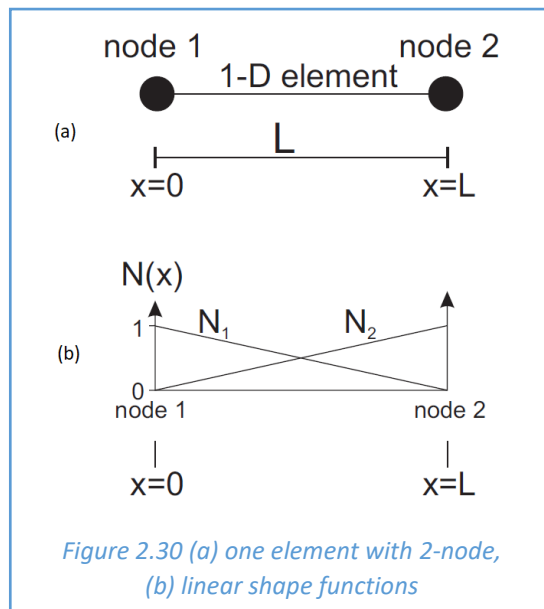 node 1 node 2
1-D element
(a)
L
x=0 x=L
N(x)
1 N₁ N₂
(b)
0
node 1 node 2
x=0 x=L
Figure 2.30 (a) one element with 2-node,
(b) linear shape functions